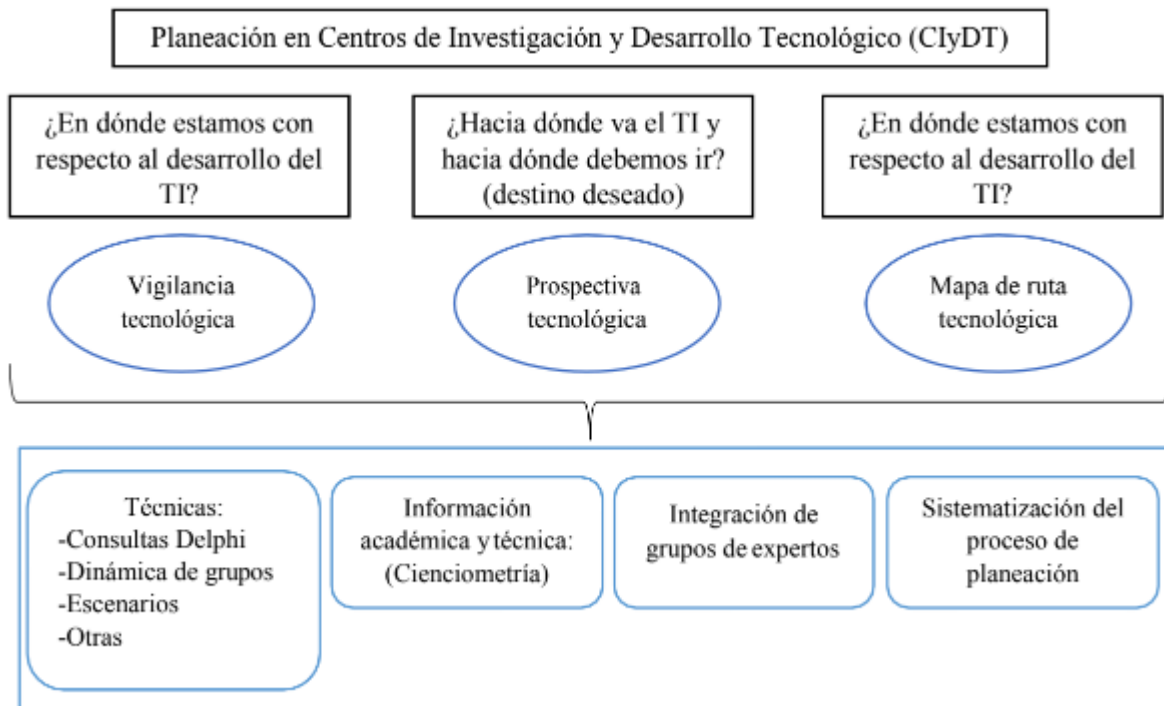 Planeación en Centros de Investigación y Desarrollo Tecnológico (CIyDT)
¿En dónde estamos con
respecto al desarrollo del
TI?
¿Hacia dónde va el TI y
hacia dónde debemos ir?
(destino deseado)
¿En dónde estamos con
respecto al desarrollo del
TI?
Vigilancia
tecnológica
Prospectiva
tecnológica
Mapa de ruta
tecnológica
Técnicas:
-Consultas Delphi
-Dinámica de grupos
-Escenarios
-Otras
Información
académica y técnica:
(Cienciometría)
Integración de
grupos de expertos
Sistematización del
proceso de
planeación